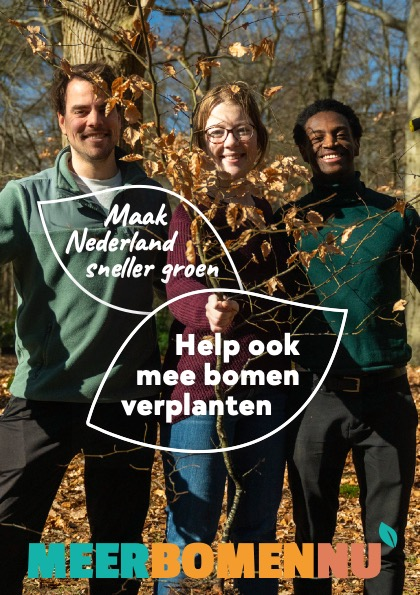 Maak
Nederland
sneller groen
Help ook
mee bomen
verplanten
MEERBOMENNU